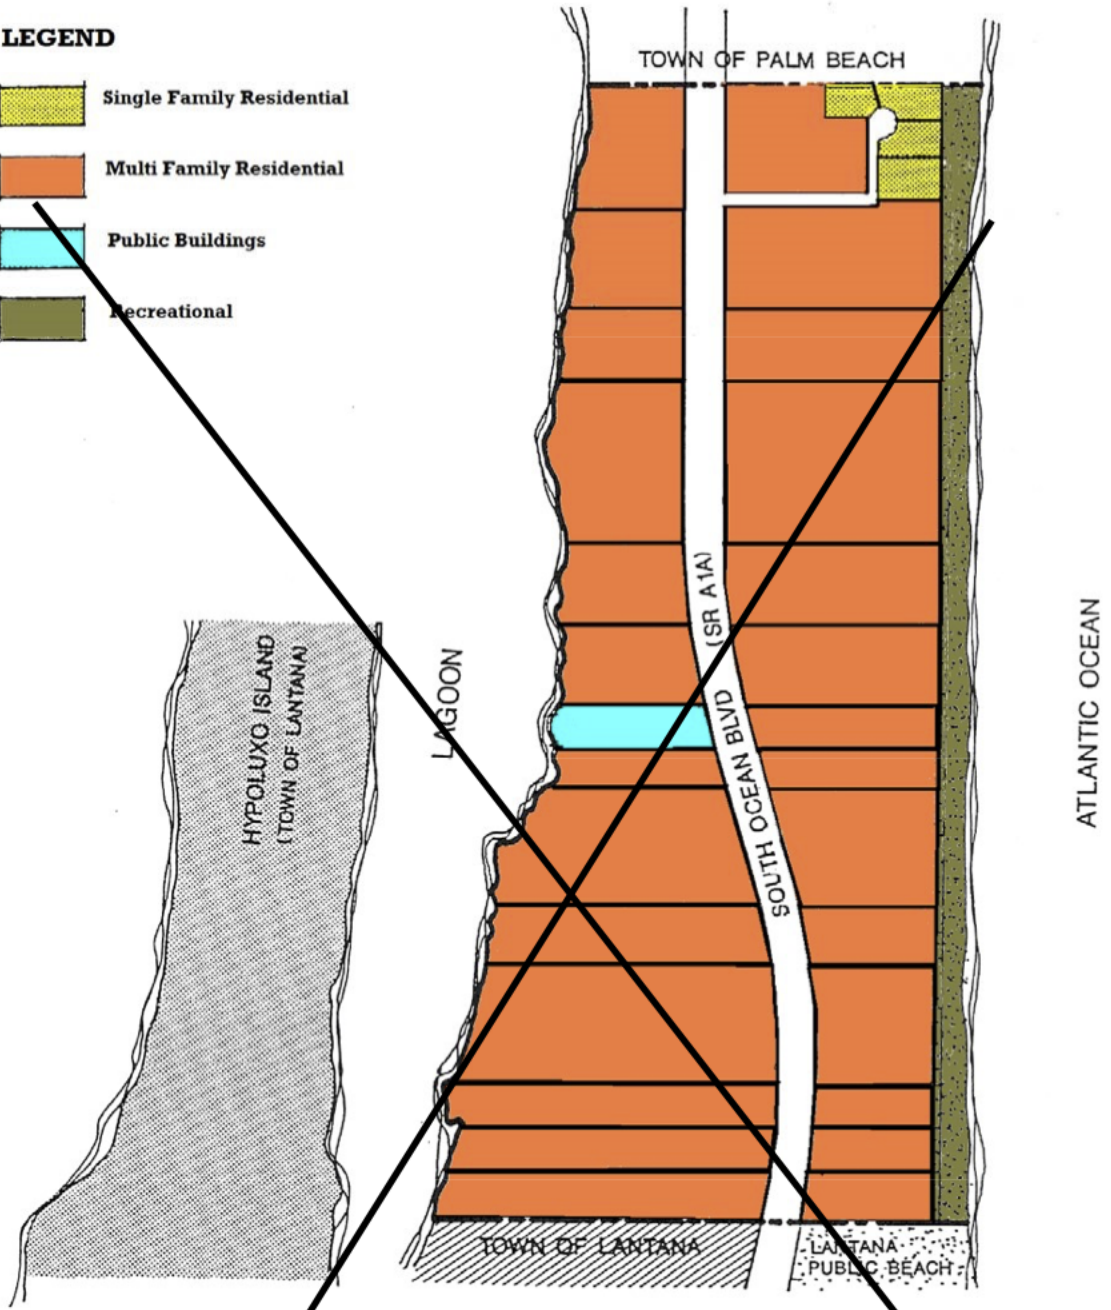 LEGEND
Single Family Residential
Multi Family Residential
Public Buildings
Recreational
TOWN OF PALM BEACH
(SR A1A)
SOUTH OCEAN BLVD
LAGOON
HYPOLUXO ISLAND
(TOWN OF LANTANA)
ATLANTIC OCEAN
TOWN OF LANTANA
LANTANA
PUBLIC BEACH